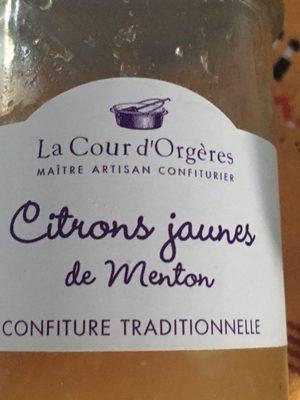 La Cour d'Orgères
MAÎTRE ARTISAN CONFITURIER
Citrons jaunes
de Menton
CONFITURE TRADITIONNELLE